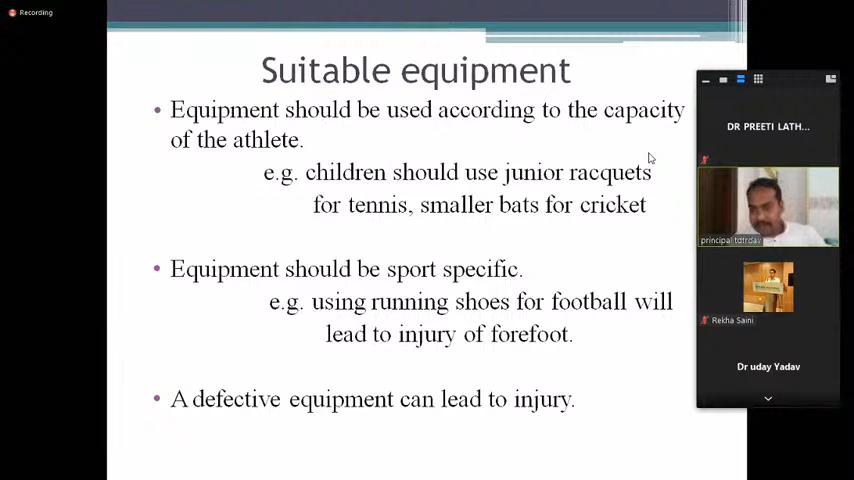 Recording
Suitable equipment
• Equipment should be used according to the capacity
of the athlete.
e.g. children should use junior racquets
for tennis, smaller bats for cricket
• Equipment should be sport specific.
e.g. using running shoes for football will
lead to injury of forefoot.
• A defective equipment can lead to injury.
DR PREETI LATH...
principal tdtrdav
Rekha Saini
Dr uday Yadav